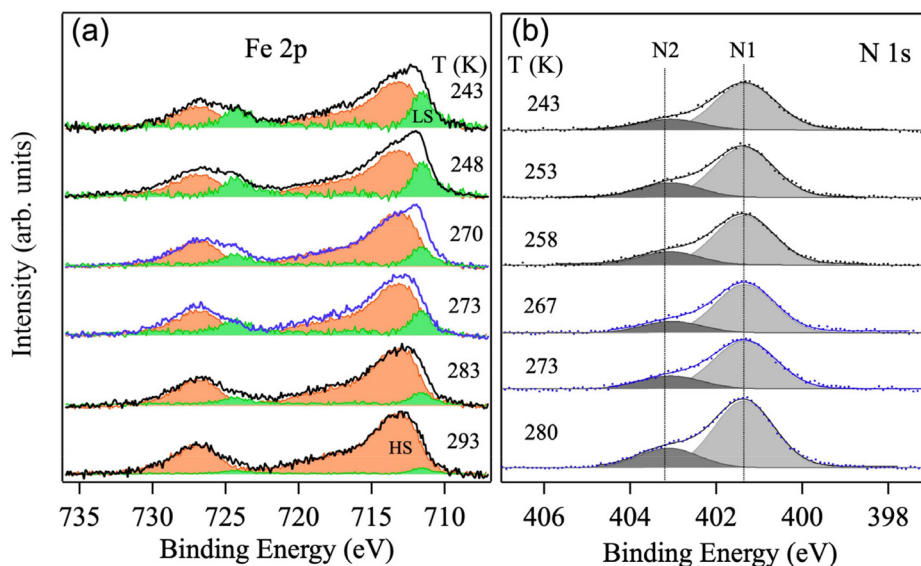 (a)
Fe 2p
T (K)
243
LS
248
270
273
283
293
HS
735
730
725
720
715
710
Binding Energy (eV)
Intensity (arb. units)
(b)
N2
N1
N 1s
T (K)
243
253
258
267
273
280
406
404
402
400
398
Binding Energy (eV)